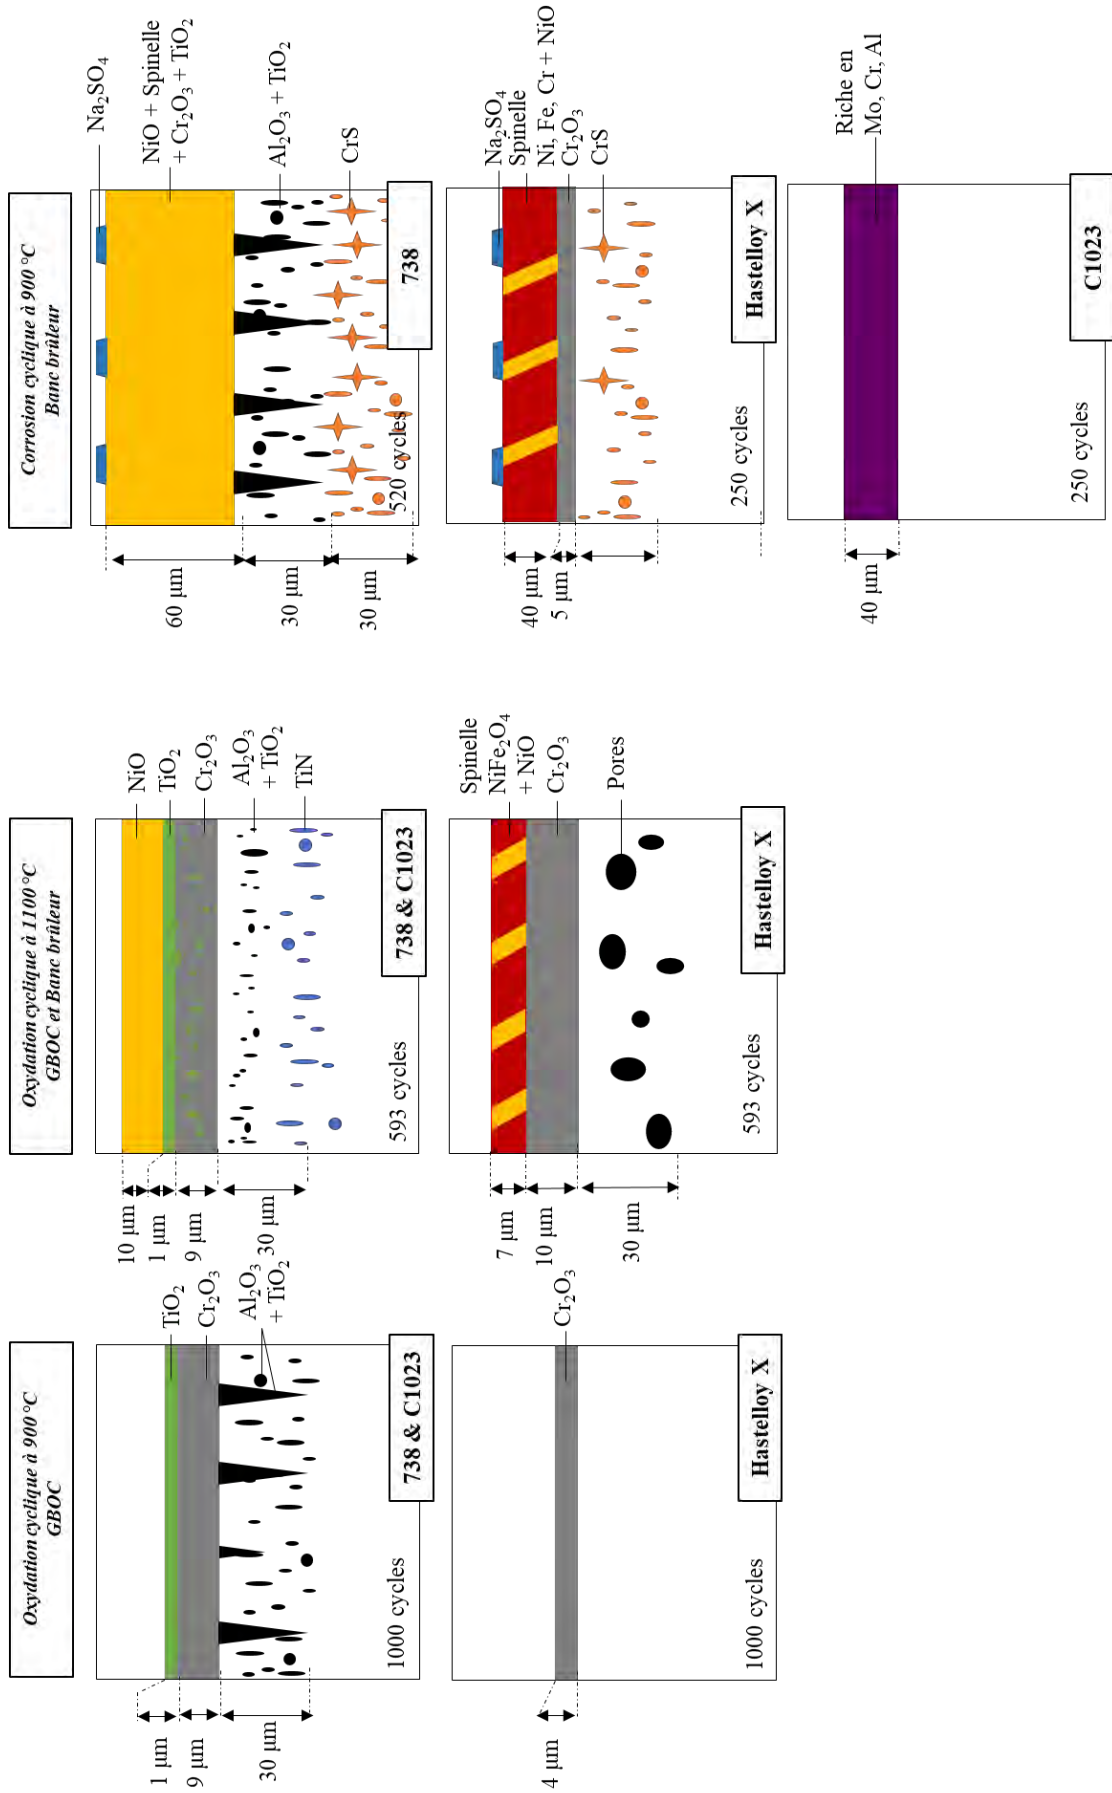 Oxydation cyclique à 900 °C
GBOC
1 µm
9 µm
30 µm
TiO₂
Cr₂O₃
Al₂O₃
+ TiO₂
1000 cycles
738 & C1023
4 µm
Cr₂O₃
1000 cycles
Hastelloy X
Oxydation cyclique à 1100 °C
GBOC et Banc brûleur
10 µm
1 µm
9 µm
30 µm
NiO
TiO₂
Cr₂O₃
Al₂O₃
+ TiO₂
TiN
593 cycles
738 & C1023
7 µm
10 µm
30 µm
Spinelle
NiFe₂O₄
+ NiO
Cr₂O₃
Pores
593 cycles
Hastelloy X
Corrosion cyclique à 900 °C
Banc brûleur
60 µm
30 µm
30 µm
Na₂SO₄
NiO + Spinelle
+ Cr₂O₃ + TiO₂
Al₂O₃ + TiO₂
CrS
520 cycles
738
40 µm
5 µm
Na₂SO₄
Spinelle
Ni, Fe, Cr + NiO
Cr₂O₃
CrS
250 cycles
Hastelloy X
40 µm
Riche en
Mo, Cr, Al
250 cycles
C1023